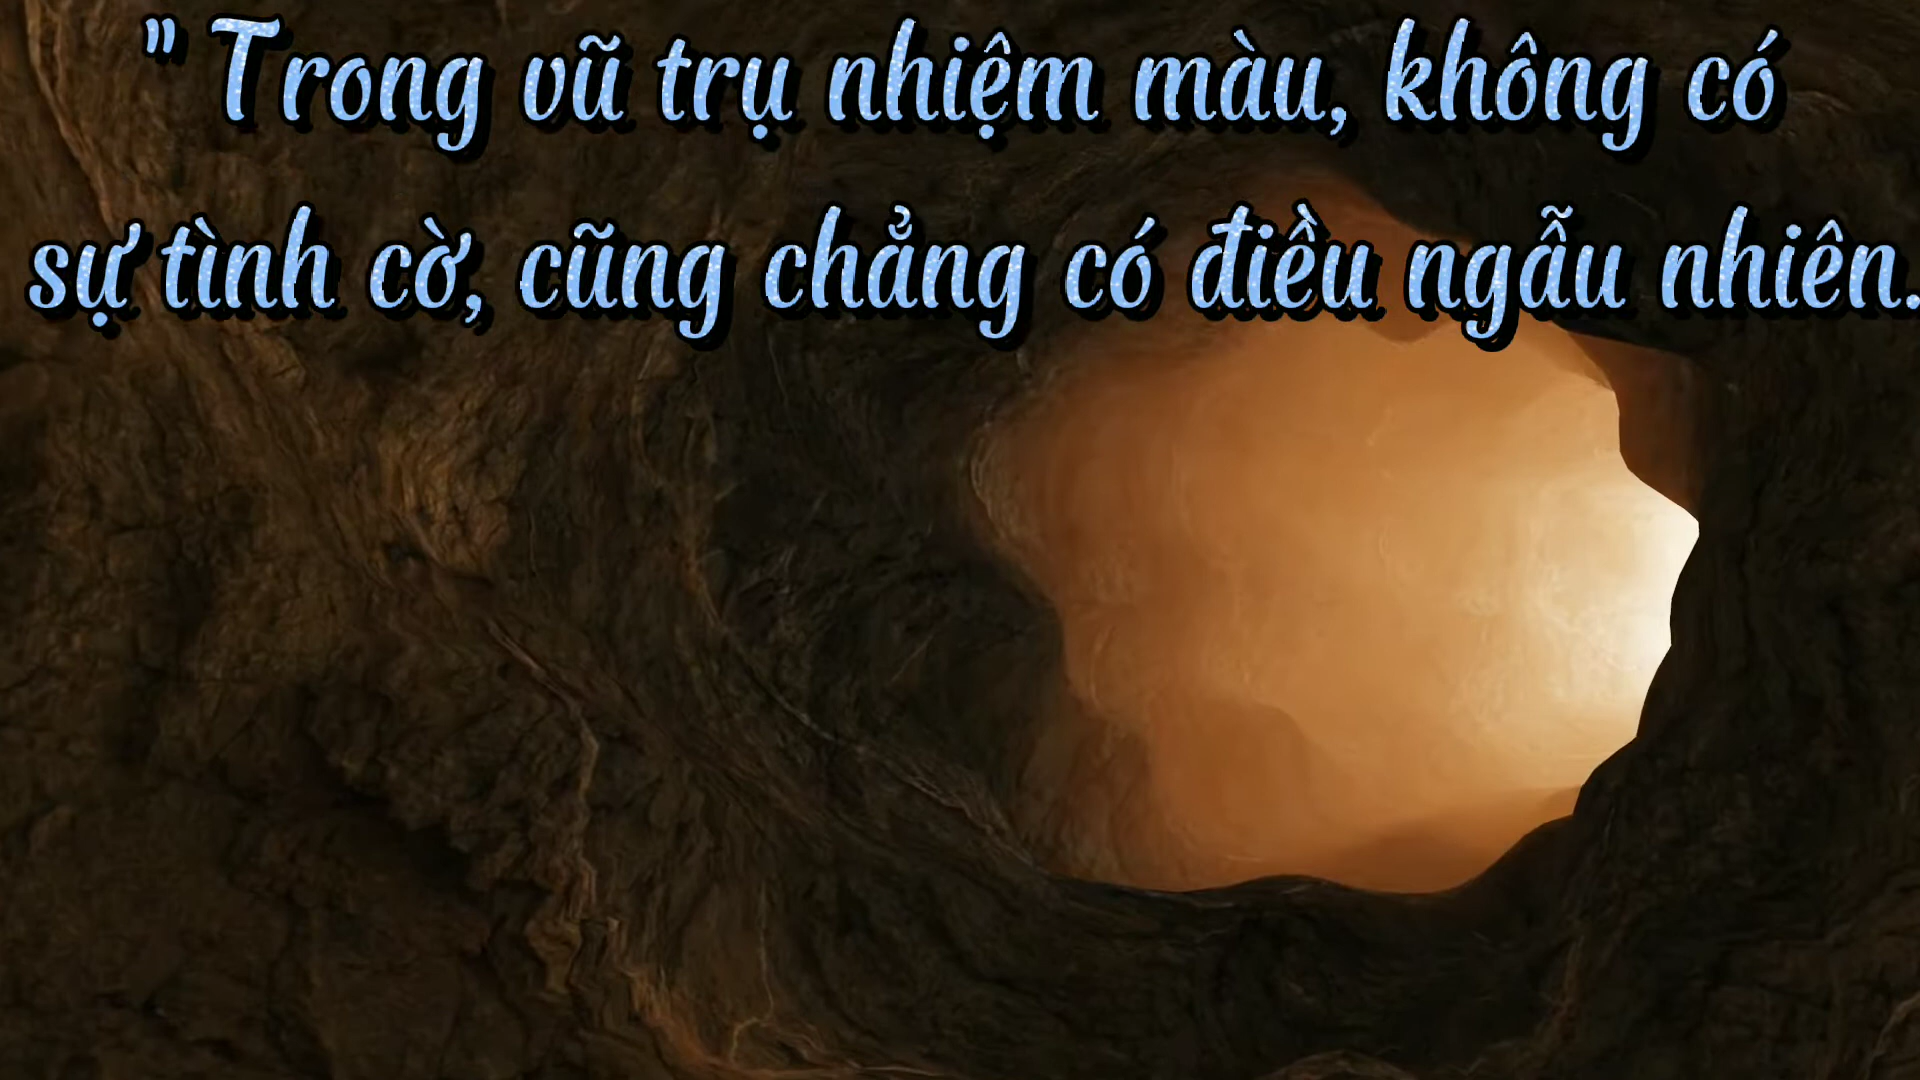 " Trong vũ trụ nhiệm màu, không có
sự tình cờ, cũng chẳng có điều ngẫu nhiên.